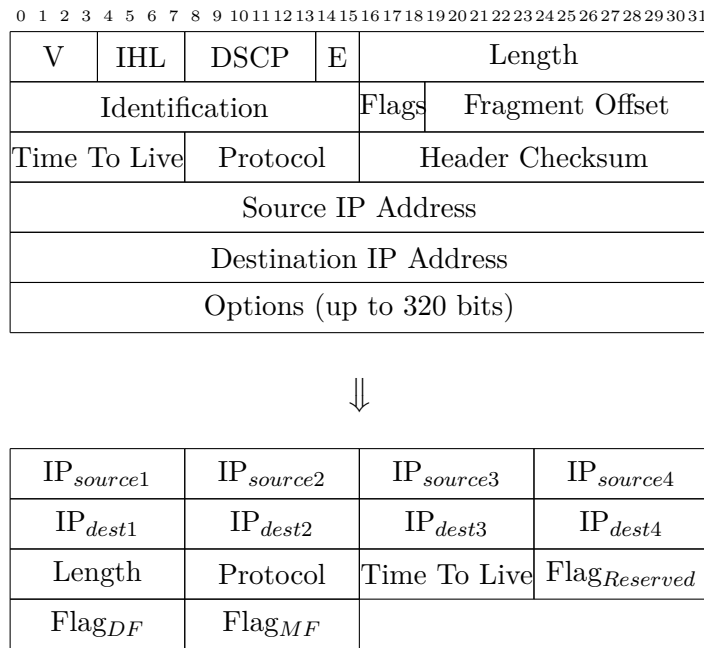 0 1 2 3 4 5 6 7 8 9 10 11 12 13 14 15 16 17 18 19 20 21 22 23 24 25 26 27 28 29 30 31
V IHL DSCP E Length
Identification Flags Fragment Offset
Time To Live Protocol Header Checksum
Source IP Address
Destination IP Address
Options (up to 320 bits)
⇓
IPsource1 IPsource2 IPsource3 IPsource4
IPdest1 IPdest2 IPdest3 IPdest4
Length Protocol Time To Live FlagReserved
FlagDF FlagMF